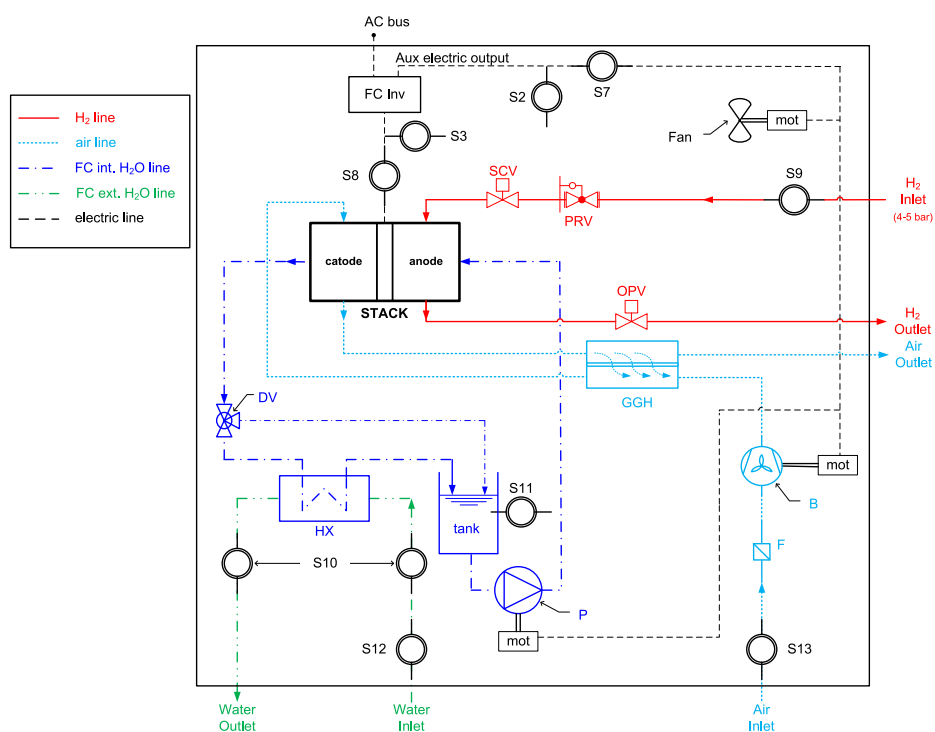 AC bus
Aux electric output
FC Inv
S2
S7
S3
S8
Fan
mot
H₂ line
air line
FC int. H₂O line
FC ext. H₂O line
electric line
SCV
PRV
S9
H₂
Inlet
(4-5 bar)
catode
anode
STACK
OPV
H₂
Outlet
Air
Outlet
GGH
DV
HX
tank
S11
mot
B
F
S10
P
mot
S12
S13
Water
Outlet
Water
Inlet
Air
Inlet